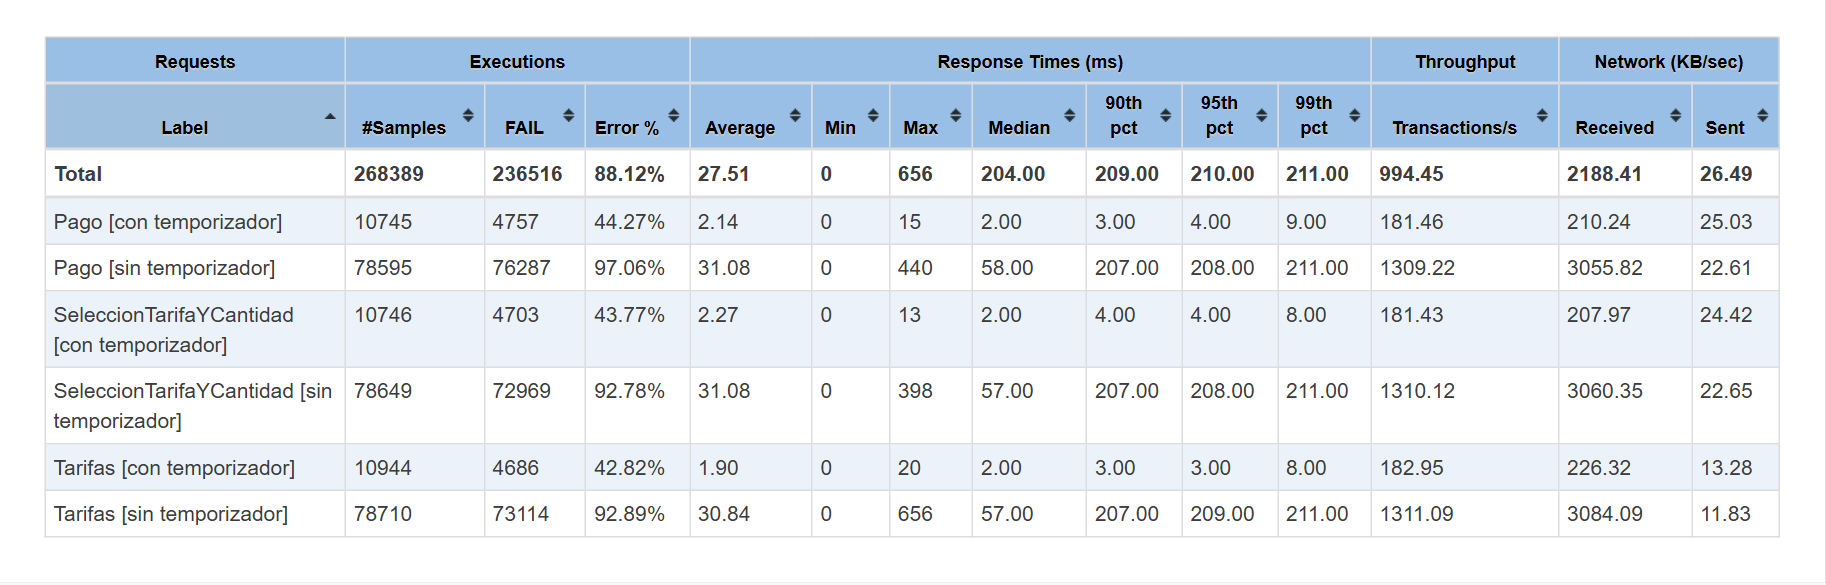 Requests Executions Response Times (ms) Throughput Network (KB/sec)
Label #Samples FAIL Error % Average Min Max Median 90th pct 95th pct 99th pct Transactions/s Received Sent
Total 268389 236516 88.12% 27.51 0 656 204.00 209.00 210.00 211.00 994.45 2188.41 26.49
Pago [con temporizador] 10745 4757 44.27% 2.14 0 15 2.00 3.00 4.00 9.00 181.46 210.24 25.03
Pago [sin temporizador] 78595 76287 97.06% 31.08 0 440 58.00 207.00 208.00 211.00 1309.22 3055.82 22.61
SeleccionTarifaYCantidad 10746 4703 43.77% 2.27 0 13 2.00 4.00 4.00 8.00 181.43 207.97 24.42
[con temporizador]
SeleccionTarifaYCantidad [sin 78649 72969 92.78% 31.08 0 398 57.00 207.00 208.00 211.00 1310.12 3060.35 22.65
temporizador]
Tarifas [con temporizador] 10944 4686 42.82% 1.90 0 20 2.00 3.00 3.00 8.00 182.95 226.32 13.28
Tarifas [sin temporizador] 78710 73114 92.89% 30.84 0 656 57.00 207.00 209.00 211.00 1311.09 3084.09 11.83